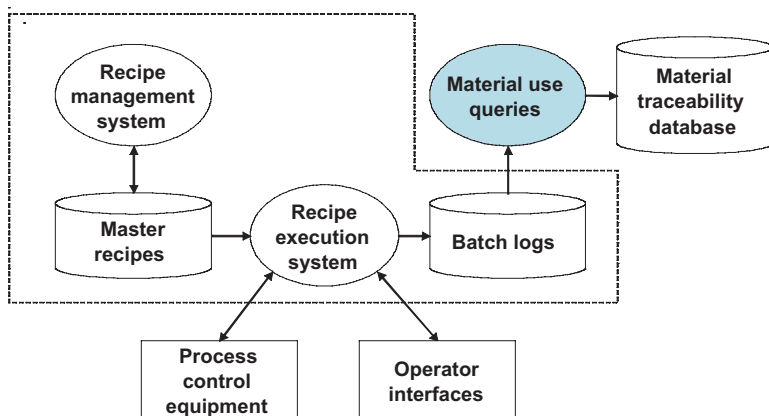 Recipe
management
system
Material use
queries
Material
traceability
database
Master
recipes
Recipe
execution
system
Batch logs
Process
control
equipment
Operator
interfaces